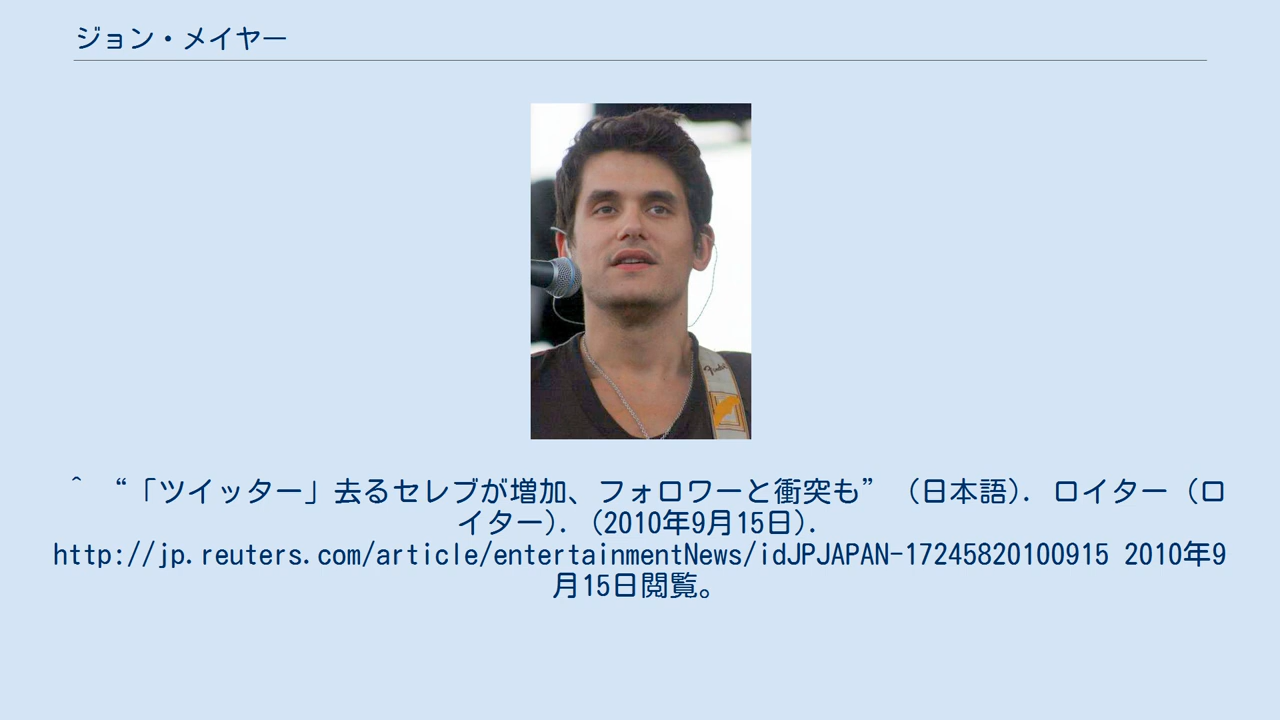 ジョン・メイヤー
Fender
^ “「ツイッター」去るセレブが増加、フォロワーと衝突も” (日本語). ロイター (ロ
イター). (2010年9月15日).
http://jp.reuters.com/article/entertainmentNews/idJPJAPAN-17245820100915 2010年9
月15日閲覧。